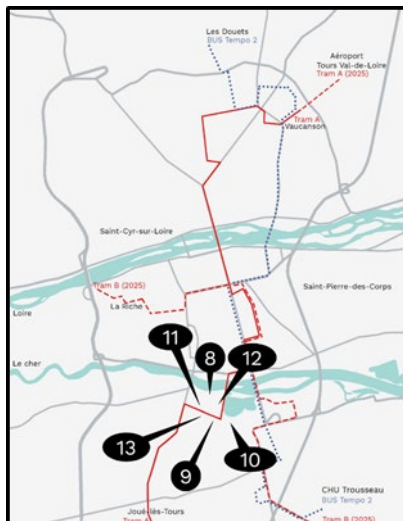 Les Douets
BUS Tempo 2
Aéroport
Tours Val-de-Loire
Tram A (2025)
Tram A
Vaucanson
Saint-Cyr-sur-Loire
Tram B (2025)
La Riche
Saint-Pierre-des-Corps
Loire
Le cher
11
8
12
13
9
10
CHU Trousseau
BUS Tempo 2
Joué-lès-Tours
Tram B (2025)